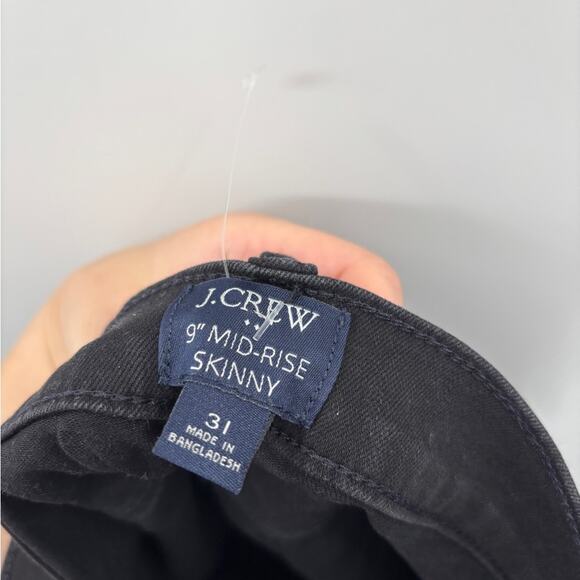 J.CREW
9" MID-RISE
SKINNY
31
MADE IN
BANGLADESH